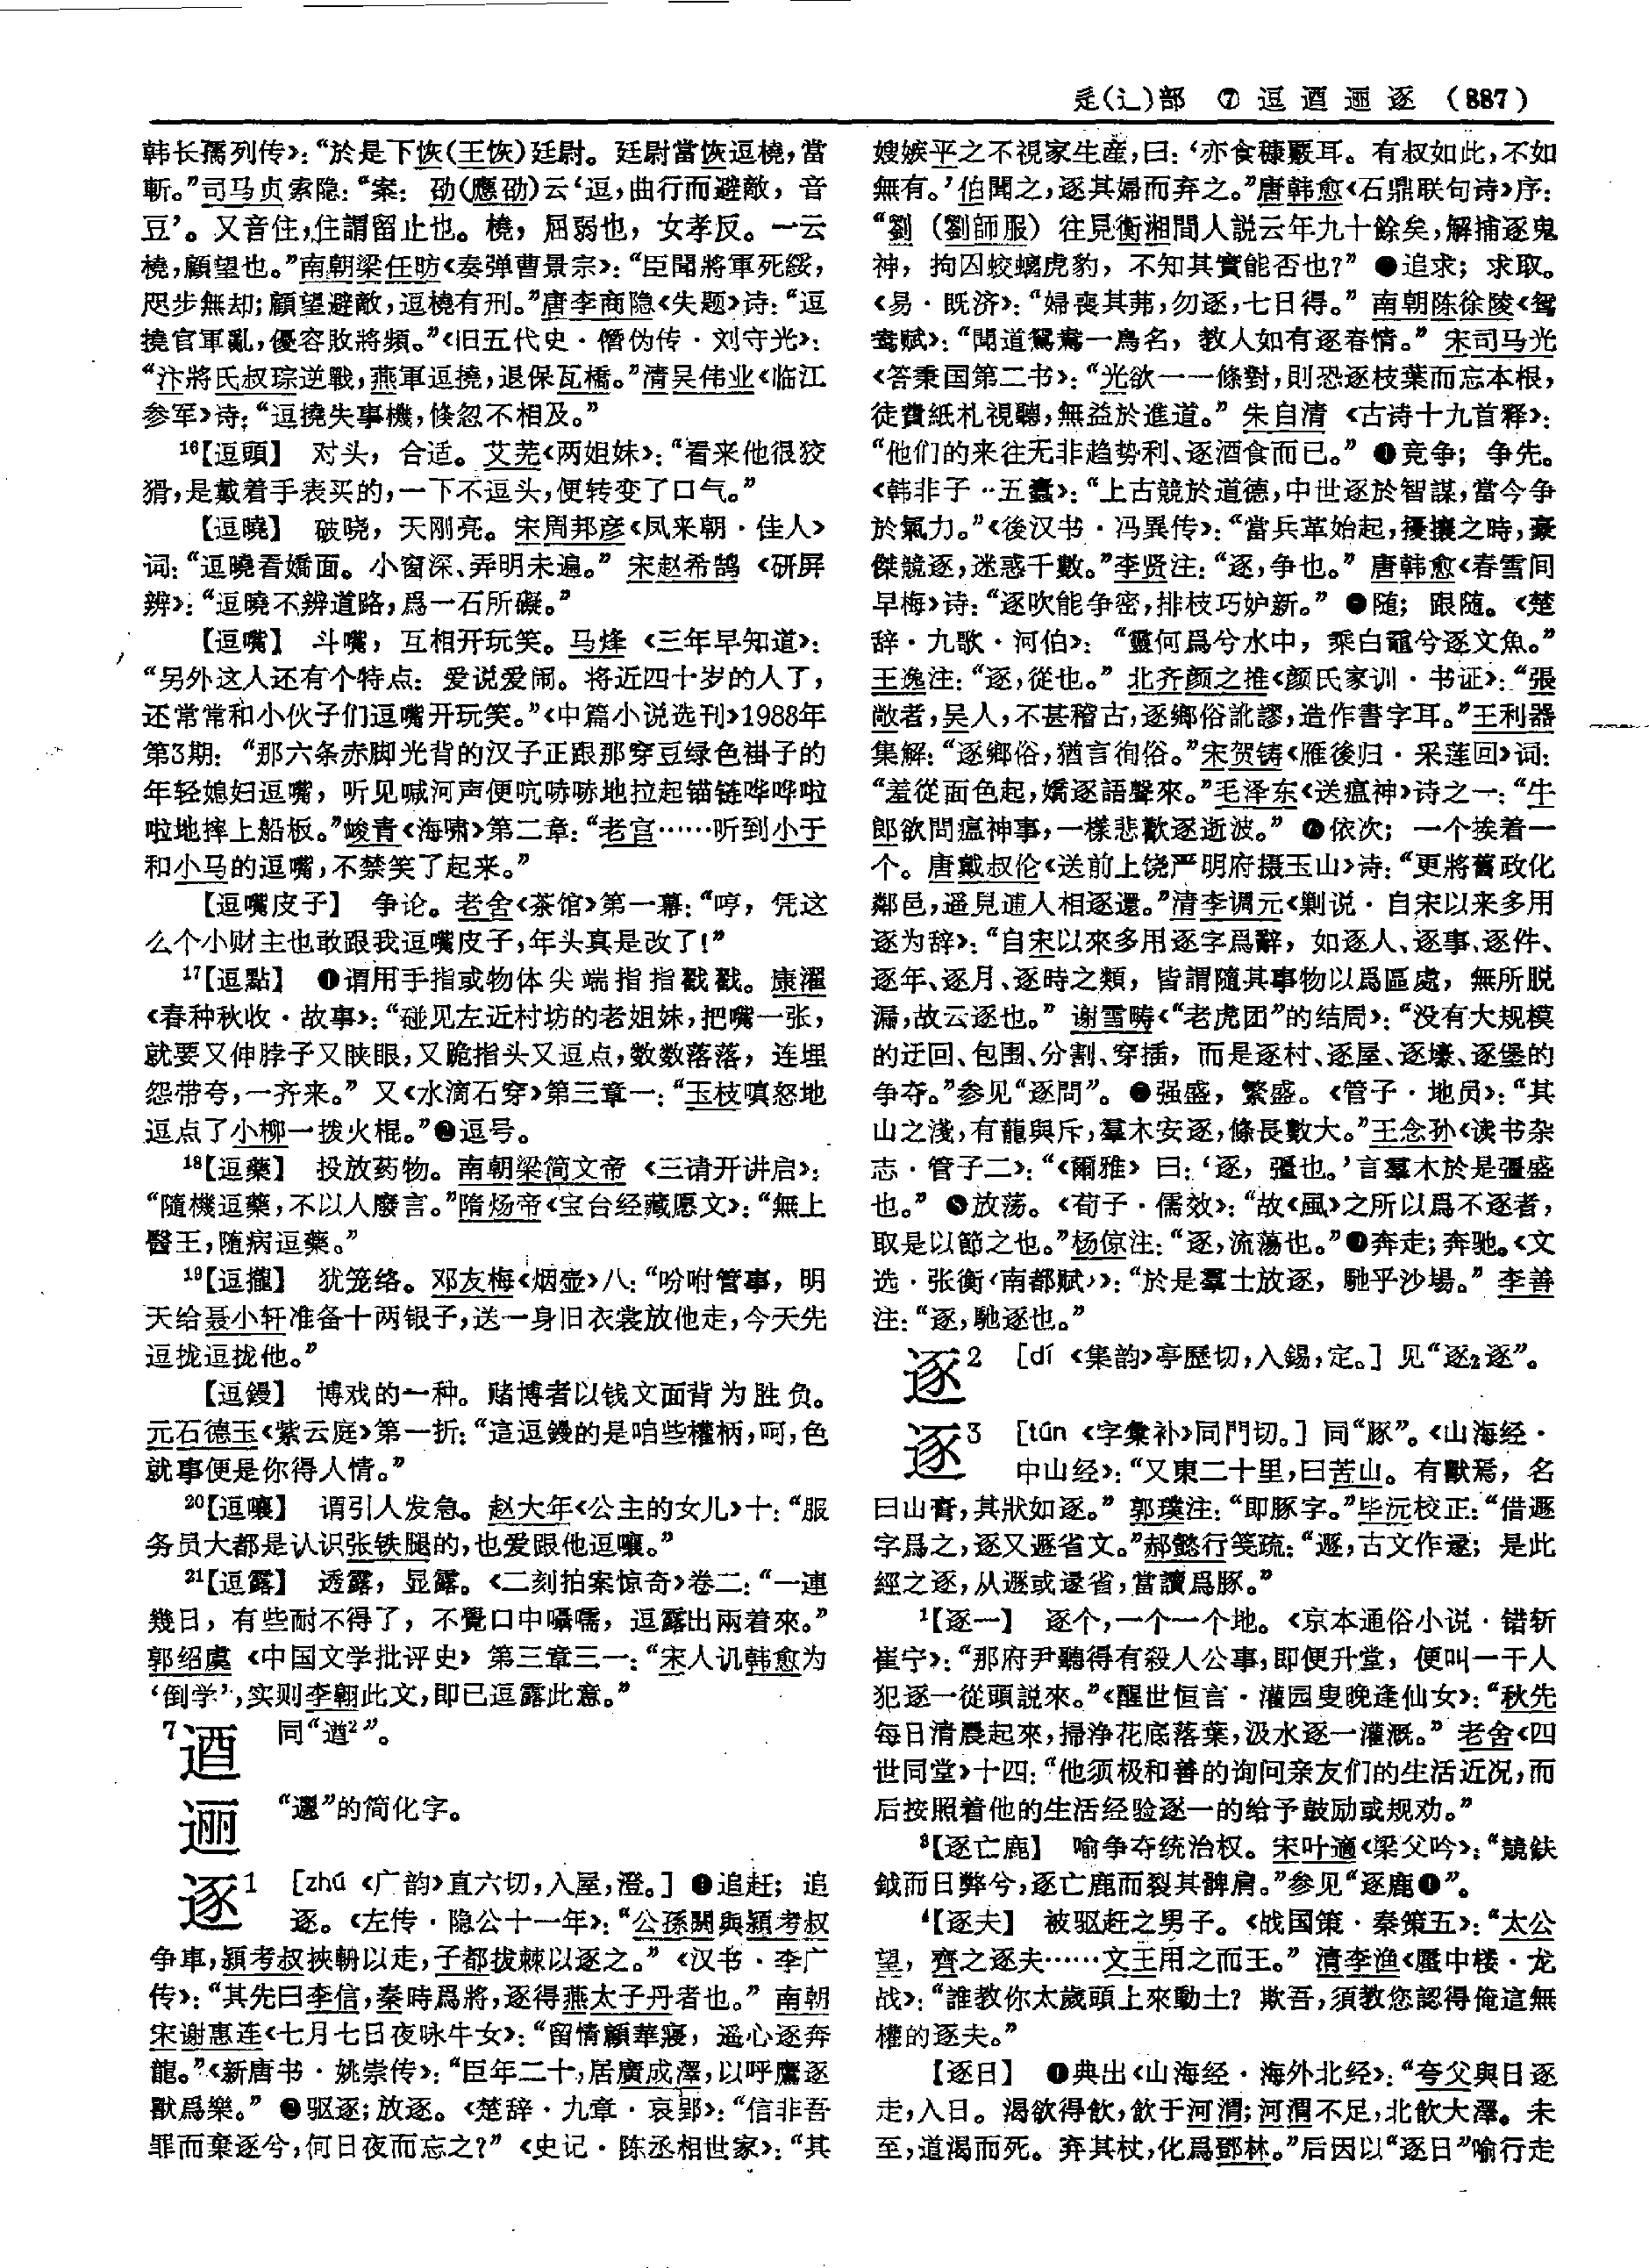 辵(辶)部 ⑦ 逗逎逦逐 (887)
韩长孺列传》：“於是下恢(王恢)廷尉。廷尉當恢逗橈，當
斬。”司马贞索隐：“案：劭(應劭)云‘逗，曲行而避敵，音
豆’。又音住，住謂留止也。橈，屈弱也，女孝反。一云
橈，顧望也。”南朝梁任昉《奏弹曹景宗》：“臣聞將軍死綏，
咫步無却；顧望避敵，逗橈有刑。”唐李商隐《失题》诗：“逗
撓官軍亂，優容敗將頻。”《旧五代史·僭伪传·刘守光》：
“汴將氏叔琮逆戰，燕軍逗撓，退保瓦橋。”清吴伟业《临江
参军》诗：“逗撓失事機，倏忽不相及。”
16【逗頭】 对头，合适。艾芜《两姐妹》：“看来他很狡
猾，是戴着手表买的，一下不逗头，便转变了口气。”
【逗曉】 破晓，天刚亮。宋周邦彦《凤来朝·佳人》
词：“逗曉看嬌面。小窗深、弄明未遍。”宋赵希鹄《研屏
辨》：“逗曉不辨道路，爲一石所礙。”
【逗嘴】 斗嘴，互相开玩笑。马烽《三年早知道》：
“另外这人还有个特点：爱说爱闹。将近四十岁的人了，
还常常和小伙子们逗嘴开玩笑。”《中篇小说选刊》1988年
第3期：“那六条赤脚光背的汉子正跟那穿豆绿色褂子的
年轻媳妇逗嘴，听见喊河声便吭哧哧地拉起锚链哗哗啦
啦地摔上船板。”峻青《海啸》第二章：“老宫……听到小于
和小马的逗嘴，不禁笑了起来。”
【逗嘴皮子】 争论。老舍《茶馆》第一幕：“哼，凭这
么个小财主也敢跟我逗嘴皮子，年头真是改了！”
17【逗點】 ❶谓用手指或物体尖端指指戳戳。康濯
《春种秋收·故事》：“碰见左近村坊的老姐妹，把嘴一张，
就要又伸脖子又䀹眼，又跪指头又逗点，数数落落，连埋
怨带夸，一齐来。”又《水滴石穿》第三章一：“玉枝嗔怒地
逗点了小柳一拨火棍。”❷逗号。
18【逗藥】 投放药物。南朝梁简文帝《三请开讲启》：
“隨機逗藥，不以人廢言。”隋炀帝《宝台经藏愿文》：“無上
醫王，随病逗藥。”
19【逗攏】 犹笼络。邓友梅《烟壶》八：“吩咐管事，明
天给聂小轩准备十两银子，送一身旧衣裳放他走，今天先
逗拢逗拢他。”
【逗鏝】 博戏的一种。赌博者以钱文面背为胜负。
元石德玉《紫云庭》第一折：“這逗鏝的是咱些權柄，呵，色
就事便是你得人情。”
20【逗嚷】 谓引人发急。赵大年《公主的女儿》十：“服
务员大都是认识张铁腿的，也爱跟他逗嚷。”
21【逗露】 透露，显露。《二刻拍案惊奇》卷二：“一連
幾日，有些耐不得了，不覺口中囁嚅，逗露出兩着來。”
郭绍虞《中国文学批评史》第三章三一：“宋人讥韩愈为
‘倒学’，实则李翱此文，即已逗露此意。”
7逎 同“遒2”。
逦 “邐”的简化字。
逐1 [zhú 《广韵》直六切，入屋，澄。] ❶追赶；追
逐。《左传·隐公十一年》：“公孫閼與潁考叔
争車，潁考叔挾輈以走，子都拔棘以逐之。”《汉书·李广
传》：“其先曰李信，秦時爲將，逐得燕太子丹者也。”南朝
宋谢惠连《七月七日夜咏牛女》：“留情顧華寢，遥心逐奔
龍。”《新唐书·姚崇传》：“臣年二十，居廣成澤，以呼鷹逐
獸爲樂。”❷驱逐；放逐。《楚辞·九章·哀郢》：“信非吾
罪而棄逐兮，何日夜而忘之？”《史记·陈丞相世家》：“其
嫂嫉平之不視家生産，曰：‘亦食糠覈耳。有叔如此，不如
無有。’伯聞之，逐其婦而弃之。”唐韩愈《石鼎联句诗》序：
“劉（劉師服）往見衡湘間人説云年九十餘矣，解捕逐鬼
神，拘囚蛟螭虎豹，不知其實能否也？”❸追求；求取。
《易·既济》：“婦喪其茀，勿逐，七日得。”南朝陈徐陵《鸳
鸯赋》：“聞道鴛鴦一鳥名，教人如有逐春情。”宋司马光
《答秉国第二书》：“光欲一一條對，則恐逐枝葉而忘本根，
徒費紙札視聽，無益於進道。”朱自清《古诗十九首释》：
“他们的来往无非趋势利、逐酒食而已。”❹竞争；争先。
《韩非子·五蠹》：“上古競於道德，中世逐於智謀，當今争
於氣力。”《後汉书·冯異传》：“當兵革始起，擾攘之時，豪
傑競逐，迷惑千數。”李贤注：“逐，争也。”唐韩愈《春雪间
早梅》诗：“逐吹能争密，排枝巧妒新。”❺随；跟随。《楚
辞·九歌·河伯》：“靈何爲兮水中，乘白黿兮逐文魚。”
王逸注：“逐，從也。”北齐颜之推《颜氏家训·书证》：“張
敞者，吴人，不甚稽古，逐鄉俗訛謬，造作書字耳。”王利器
集解：“逐鄉俗，猶言徇俗。”宋贺铸《雁後归·采莲回》词：
“羞從面色起，嬌逐語聲來。”毛泽东《送瘟神》诗之一：“牛
郎欲問瘟神事，一樣悲歡逐逝波。”❻依次；一个挨着一
个。唐戴叔伦《送前上饶严明府摄玉山》诗：“更將舊政化
鄰邑，遥見逋人相逐還。”清李调元《剿说·自宋以来多用
逐为辞》：“自宋以來多用逐字爲辭，如逐人、逐事、逐件、
逐年、逐月、逐時之類，皆謂隨其事物以爲區處，無所脱
漏，故云逐也。”谢雪畴《“老虎团”的结局》：“没有大规模
的迂回、包围、分割、穿插，而是逐村、逐屋、逐壕、逐堡的
争夺。”参见“逐問”。❼强盛，繁盛。《管子·地员》：“其
山之淺，有龍與斥，羣木安逐，條長數大。”王念孙《读书杂
志·管子二》：“《爾雅》曰：‘逐，彊也。’言羣木於是彊盛
也。”❽放荡。《荀子·儒效》：“故《風》之所以爲不逐者，
取是以節之也。”杨倞注：“逐，流蕩也。”❾奔走；奔驰。《文
选·张衡〈南都赋〉》：“於是羣士放逐，馳乎沙場。”李善
注：“逐，馳逐也。”
逐2 [dí 《集韵》亭歷切，入錫，定。] 见“逐2逐”。
逐3 [tún 《字彙补》同門切。] 同“豚”。《山海经·
中山经》：“又東二十里，曰苦山。有獸焉，名
曰山膏，其狀如逐。”郭璞注：“即豚字。”毕沅校正：“借遯
字爲之，逐又遯省文。”郝懿行笺疏：“遯，古文作遂；是此
經之逐，从遯或遂省，當讀爲豚。”
1【逐一】 逐个，一个一个地。《京本通俗小说·错斩
崔宁》：“那府尹聽得有殺人公事，即便升堂，便叫一干人
犯逐一從頭説來。”《醒世恒言·灌园叟晚逢仙女》：“秋先
每日清晨起來，掃净花底落葉，汲水逐一灌溉。”老舍《四
世同堂》十四：“他须极和善的询问亲友们的生活近况，而
后按照着他的生活经验逐一的给予鼓励或规劝。”
3【逐亡鹿】 喻争夺统治权。宋叶適《梁父吟》：“競鈇
鉞而日弊兮，逐亡鹿而裂其髀肩。”参见“逐鹿❶”。
4【逐夫】 被驱赶之男子。《战国策·秦策五》：“太公
望，齊之逐夫……文王用之而王。”清李渔《蜃中楼·龙
战》：“誰教你太歲頭上來動土？欺吾，須教您認得俺這無
權的逐夫。”
【逐日】 ❶典出《山海经·海外北经》：“夸父與日逐
走，入日。渴欲得飲，飲于河渭；河渭不足，北飲大澤。未
至，道渴而死。弃其杖，化爲鄧林。”后因以“逐日”喻行走